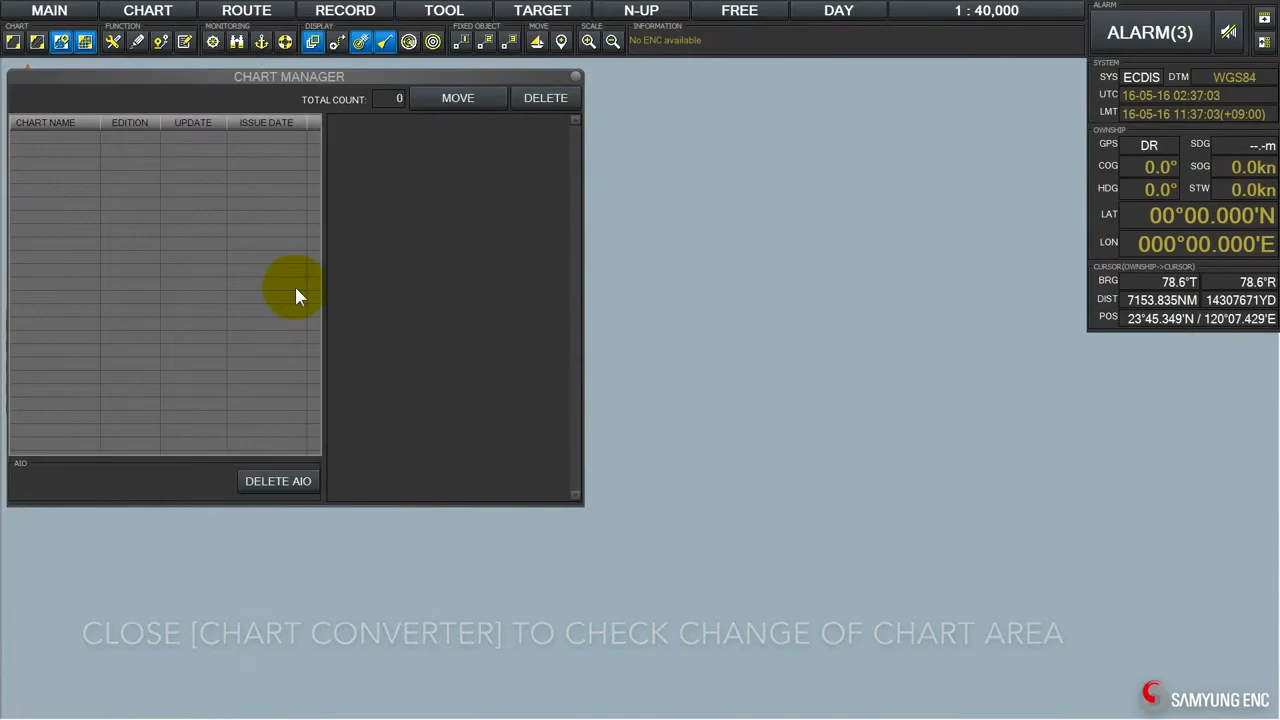 MAIN CHART ROUTE RECORD TOOL TARGET N-UP FREE DAY 1 : 40,000
CHART FUNCTION MONITORING DISPLAY FIXED OBJECT MOVE SCALE INFORMATION
No ENC available
ALARM
ALARM(3)
SYSTEM
SYS ECDIS DTM WGS84
UTC 16-05-16 02:37:03
LMT 16-05-16 11:37:03(+09:00)
OWNSHIP
GPS DR SDG --.-m
COG 0.0° SOG 0.0kn
HDG 0.0° STW 0.0kn
LAT 00°00.000'N
LON 000°00.000'E
CURSOR(OWNSHIP->CURSOR)
BRG 78.6°T 78.6°R
DIST 7153.835NM 14307671YD
POS 23°45.349'N / 120°07.429'E
CHART MANAGER
TOTAL COUNT: 0 MOVE DELETE
CHART NAME EDITION UPDATE ISSUE DATE
AIO
DELETE AIO
CLOSE [CHART CONVERTER] TO CHECK CHANGE OF CHART AREA
SAMYUNG ENC